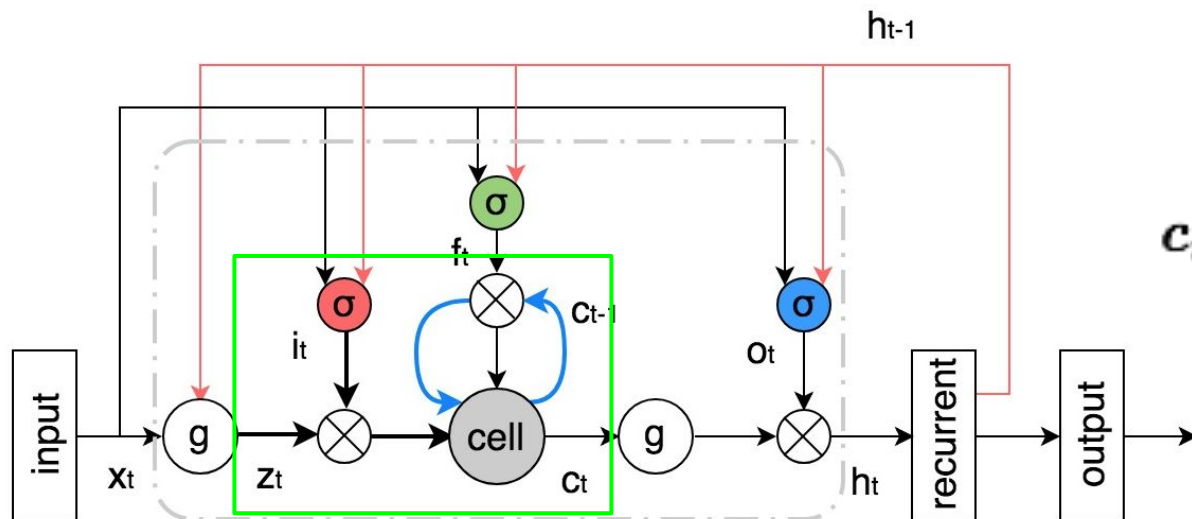 ht-1
σ
ft
σ
it
ct-1
σ
ot
input
xt
g
zt
cell
ct
g
ht
recurrent
output
c